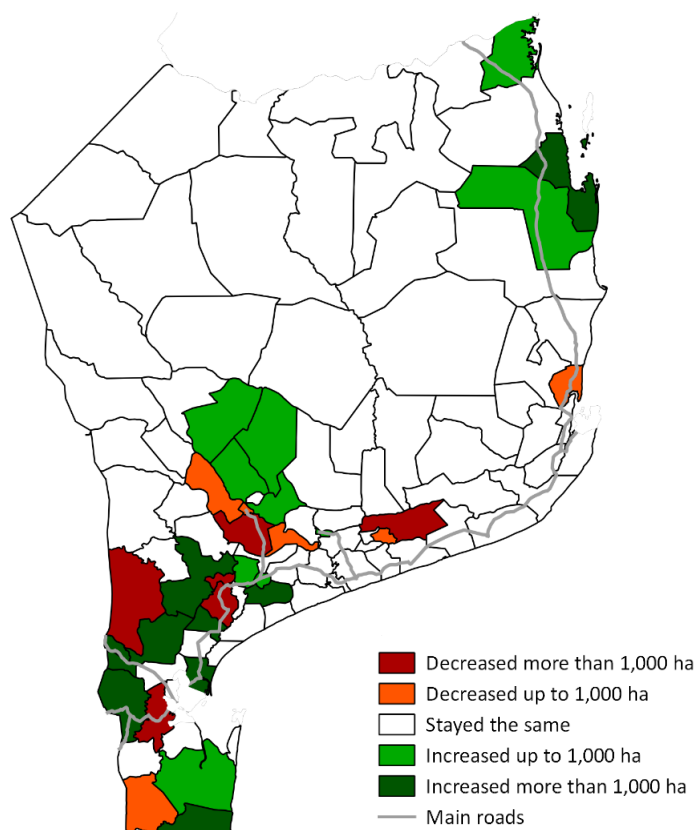 Decreased more than 1,000 ha
Decreased up to 1,000 ha
Stayed the same
Increased up to 1,000 ha
Increased more than 1,000 ha
Main roads